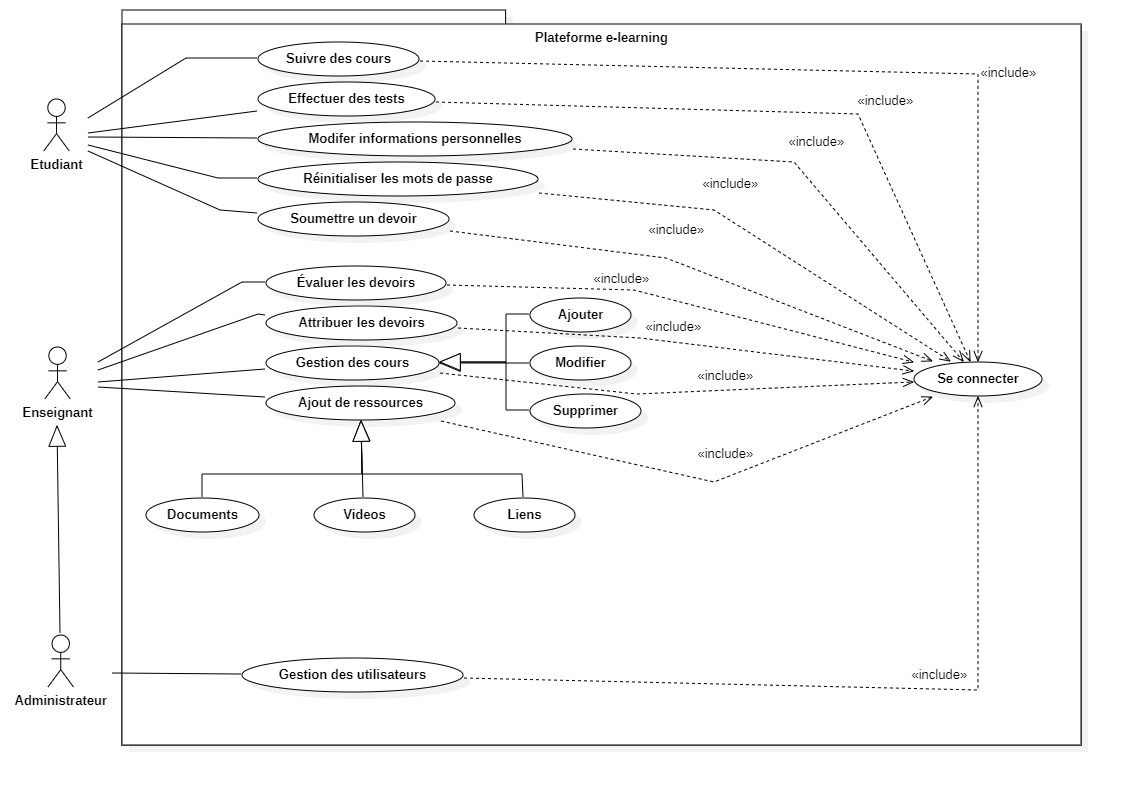 Plateforme e-learning
Suivre des cours
«include»
Effectuer des tests
«include»
Modifer informations personnelles
«include»
Etudiant
Réinitialiser les mots de passe
«include»
Soumettre un devoir
«include»
Évaluer les devoirs
«include»
Ajouter
Attribuer les devoirs
«include»
Gestion des cours
Modifier
«include»
Se connecter
Ajout de ressources
Supprimer
Enseignant
«include»
Documents
Videos
Liens
Gestion des utilisateurs
«include»
Administrateur